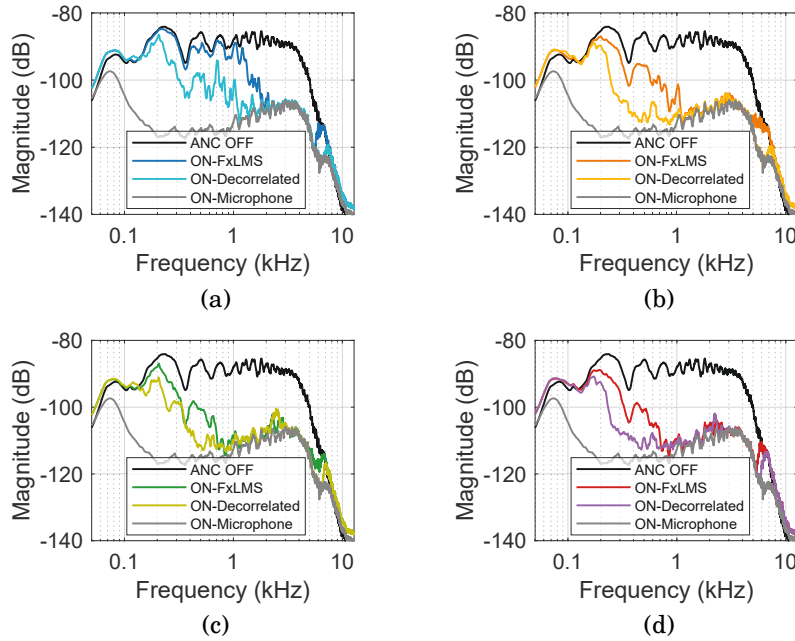 -80
-100
-120
-140
Magnitude (dB)
ANC OFF
ON-FxLMS
ON-Decorrelated
ON-Microphone
0.1
1
10
Frequency (kHz)
(a)
-80
-100
-120
-140
Magnitude (dB)
ANC OFF
ON-FxLMS
ON-Decorrelated
ON-Microphone
0.1
1
10
Frequency (kHz)
(b)
-80
-100
-120
-140
Magnitude (dB)
ANC OFF
ON-FxLMS
ON-Decorrelated
ON-Microphone
0.1
1
10
Frequency (kHz)
(c)
-80
-100
-120
-140
Magnitude (dB)
ANC OFF
ON-FxLMS
ON-Decorrelated
ON-Microphone
0.1
1
10
Frequency (kHz)
(d)